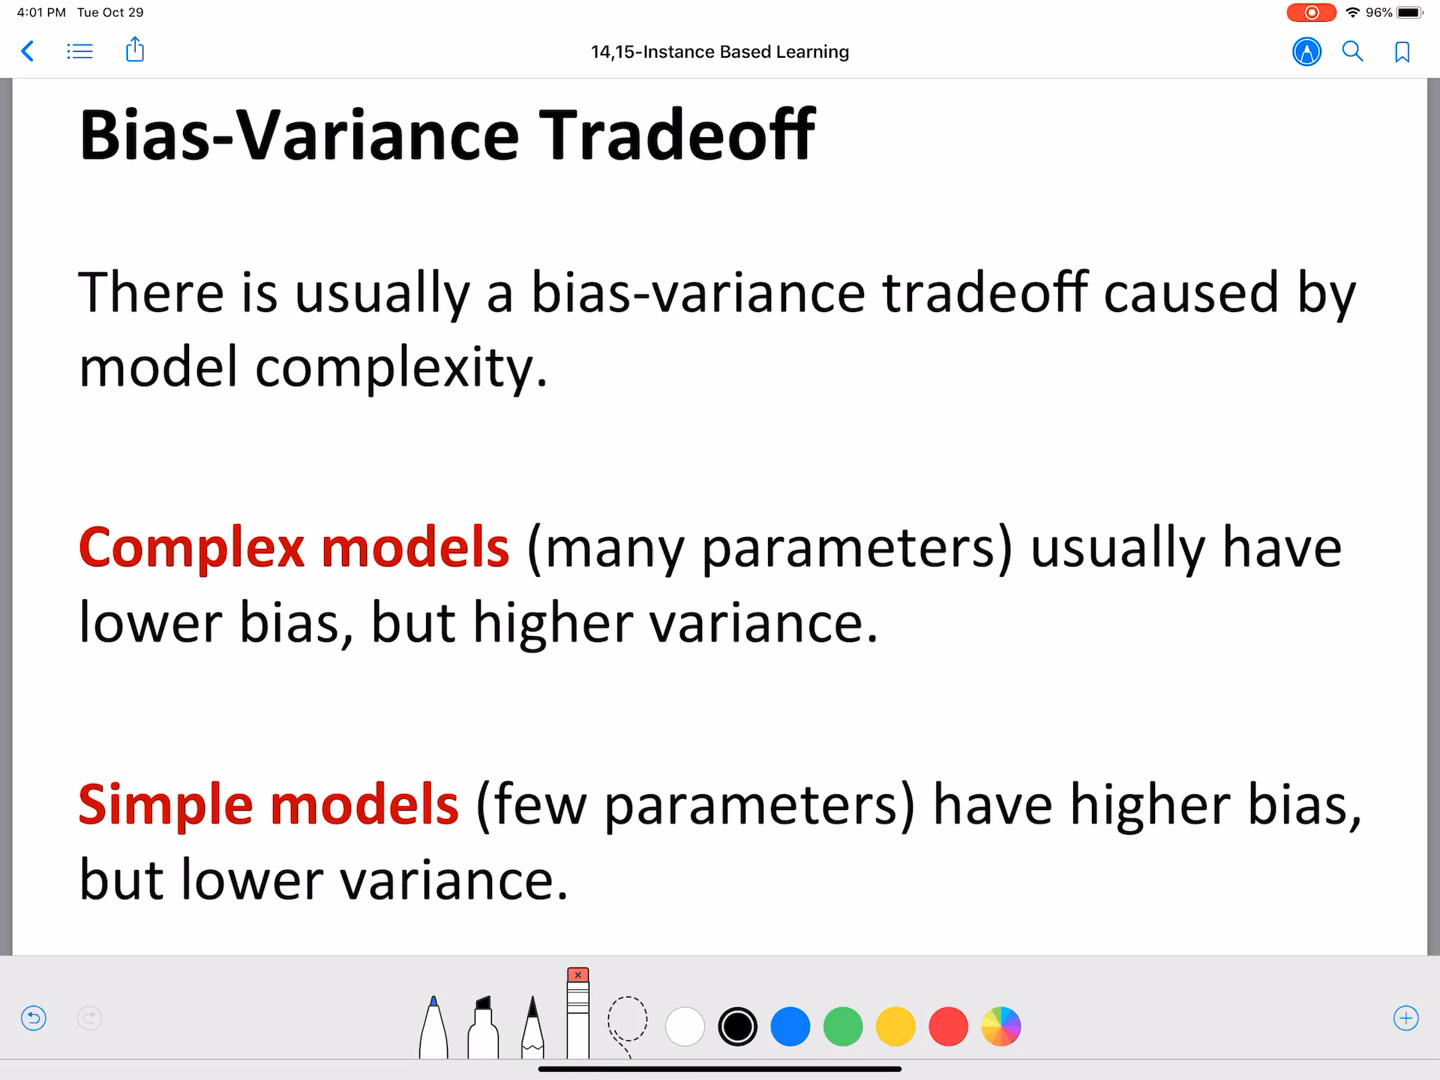 4:01 PM Tue Oct 29
96%
14,15-Instance Based Learning
Bias-Variance Tradeoff
There is usually a bias-variance tradeoff caused by
model complexity.
Complex models (many parameters) usually have
lower bias, but higher variance.
Simple models (few parameters) have higher bias,
but lower variance.